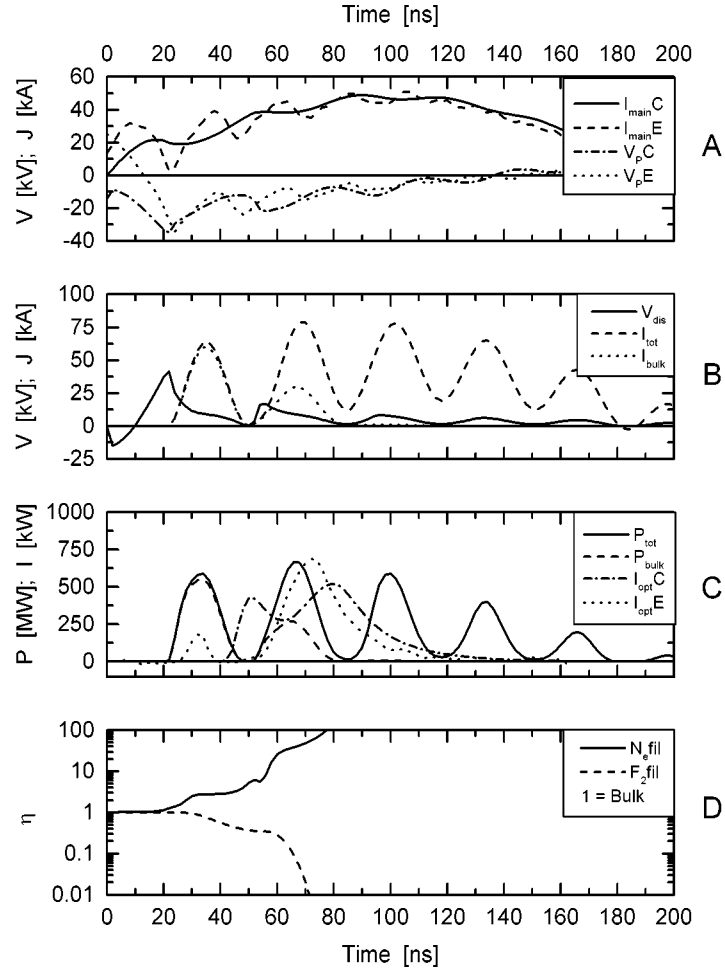 Time [ns]
0 20 40 60 80 100 120 140 160 180 200
V [kV]; J [kA]
60
40
20
0
-20
-40
I_main C
I_main E
V_P C
V_P E
A
V [kV]; J [kA]
100
75
50
25
0
-25
V_dis
I_tot
I_bulk
B
P [MW]; I [kW]
1000
750
500
250
0
P_tot
P_bulk
I_opt C
I_opt E
C
η
100
10
1
0.1
0.01
N_e fil
F_2 fil
1 = Bulk
D
0 20 40 60 80 100 120 140 160 180 200
Time [ns]